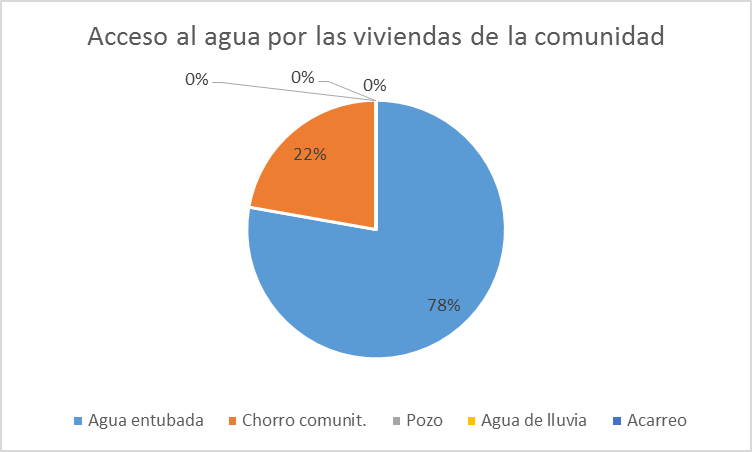 Acceso al agua por las viviendas de la comunidad
0% 0% 0%
22%
78%
Agua entubada Chorro comunit. Pozo Agua de lluvia Acarreo